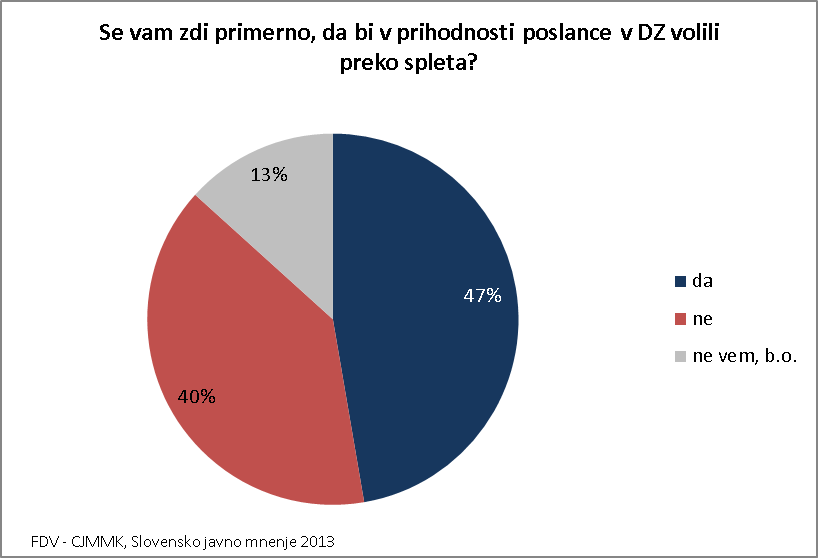 Se vam zdi primerno, da bi v prihodnosti poslance v DZ volili
preko spleta?
13%
47%
40%
da
ne
ne vem, b.o.
FDV - CJMMK, Slovensko javno mnenje 2013